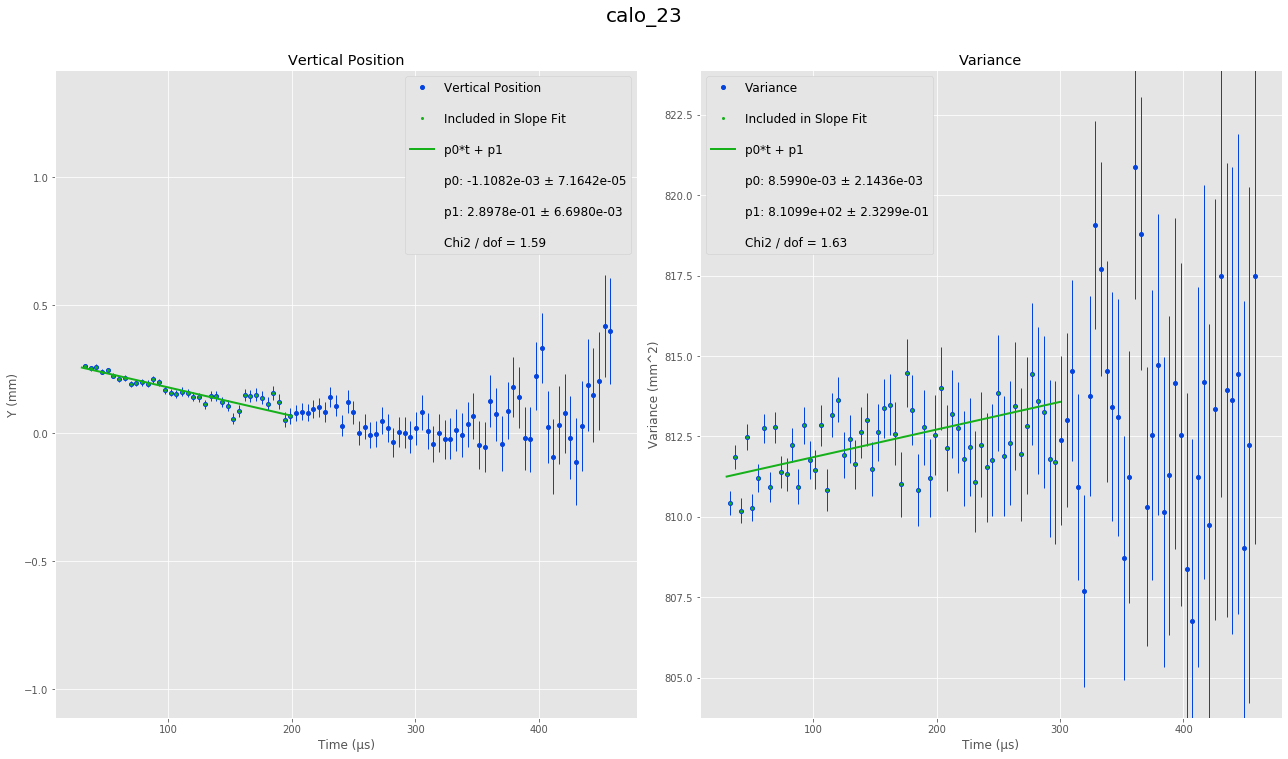 calo_23
Vertical Position
Vertical Position
Included in Slope Fit
p0*t + p1
p0: -1.1082e-03 ± 7.1642e-05
p1: 2.8978e-01 ± 6.6980e-03
Chi2 / dof = 1.59
1.0
0.5
0.0
−0.5
−1.0
Y (mm)
100
200
300
400
Time (μs)
Variance
Variance
Included in Slope Fit
p0*t + p1
p0: 8.5990e-03 ± 2.1436e-03
p1: 8.1099e+02 ± 2.3299e-01
Chi2 / dof = 1.63
822.5
820.0
817.5
815.0
812.5
810.0
807.5
805.0
Variance (mm^2)
100
200
300
400
Time (μs)